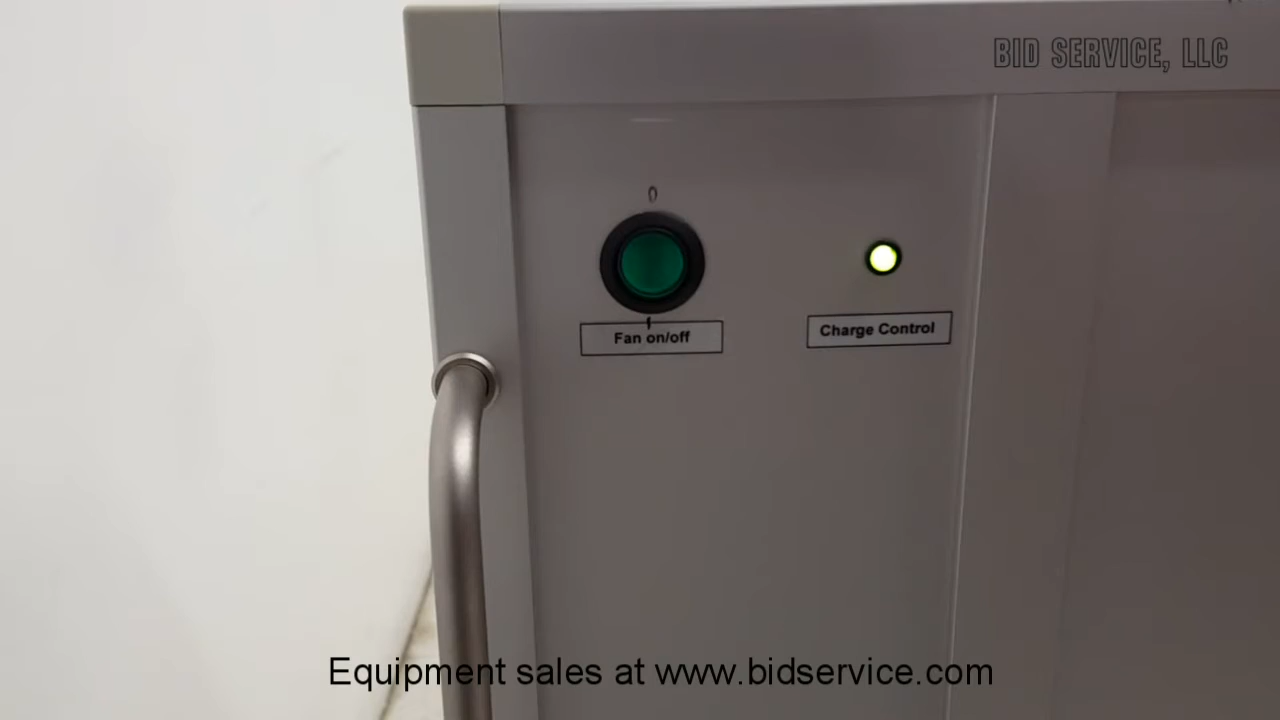 BID SERVICE, LLC
0
Fan on/off
Charge Control
Equipment sales at www.bidservice.com